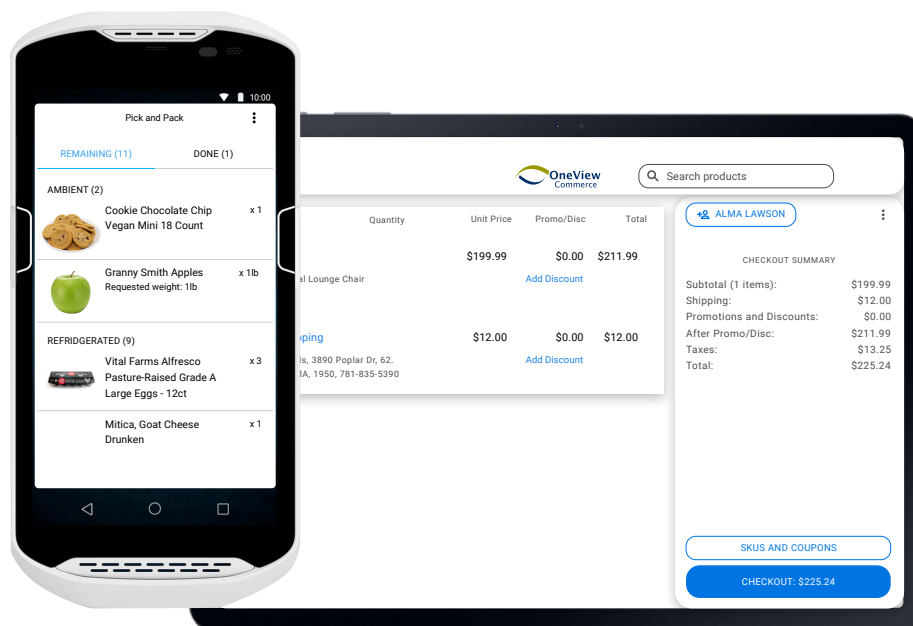 10:00
Pick and Pack
REMAINING (11) DONE (1)
AMBIENT (2)
Cookie Chocolate Chip x 1
Vegan Mini 18 Count
Granny Smith Apples x 1lb
Requested weight: 1lb
REFRIDGERATED (9)
Vital Farms Alfresco x 3
Pasture-Raised Grade A
Large Eggs - 12ct
Mitica, Goat Cheese x 1
Drunken
OneView
Commerce
Search products
Quantity Unit Price Promo/Disc Total
$199.99 $0.00 $211.99
al Lounge Chair Add Discount
pping $12.00 $0.00 $12.00
ls, 3890 Poplar Dr, 62. Add Discount
MA, 1950, 781-835-5390
ALMA LAWSON
CHECKOUT SUMMARY
Subtotal (1 items): $199.99
Shipping: $12.00
Promotions and Discounts: $0.00
After Promo/Disc: $211.99
Taxes: $13.25
Total: $225.24
SKUS AND COUPONS
CHECKOUT: $225.24